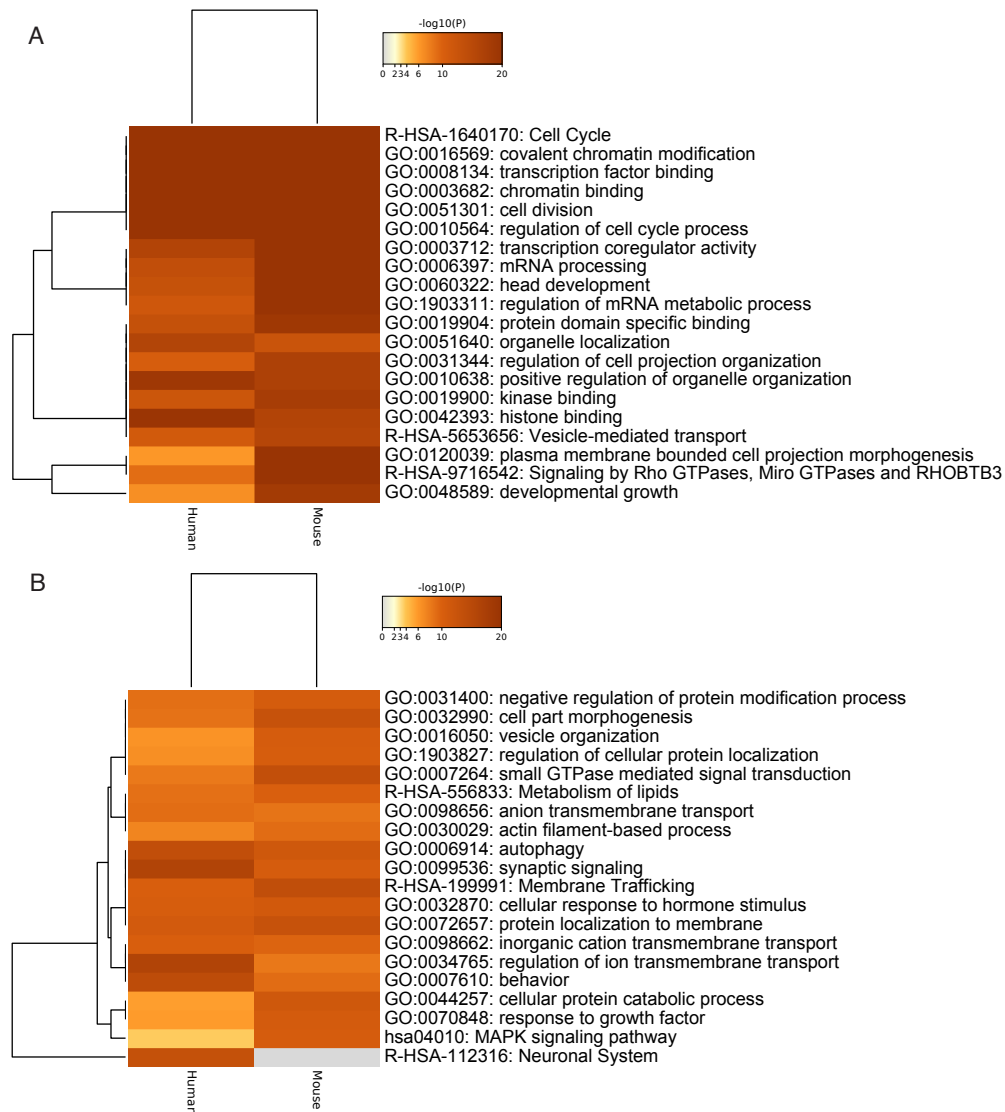 A
-log10(P)
0 2 3 4 6 10 20
R-HSA-1640170: Cell Cycle
GO:0016569: covalent chromatin modification
GO:0008134: transcription factor binding
GO:0003682: chromatin binding
GO:0051301: cell division
GO:0010564: regulation of cell cycle process
GO:0003712: transcription coregulator activity
GO:0006397: mRNA processing
GO:0060322: head development
GO:1903311: regulation of mRNA metabolic process
GO:0019904: protein domain specific binding
GO:0051640: organelle localization
GO:0031344: regulation of cell projection organization
GO:0010638: positive regulation of organelle organization
GO:0019900: kinase binding
GO:0042393: histone binding
R-HSA-5653656: Vesicle-mediated transport
GO:0120039: plasma membrane bounded cell projection morphogenesis
R-HSA-9716542: Signaling by Rho GTPases, Miro GTPases and RHOBTB3
GO:0048589: developmental growth
Human
Mouse
B
-log10(P)
0 2 3 4 6 10 20
GO:0031400: negative regulation of protein modification process
GO:0032990: cell part morphogenesis
GO:0016050: vesicle organization
GO:1903827: regulation of cellular protein localization
GO:0007264: small GTPase mediated signal transduction
R-HSA-556833: Metabolism of lipids
GO:0098656: anion transmembrane transport
GO:0030029: actin filament-based process
GO:0006914: autophagy
GO:0099536: synaptic signaling
R-HSA-199991: Membrane Trafficking
GO:0032870: cellular response to hormone stimulus
GO:0072657: protein localization to membrane
GO:0098662: inorganic cation transmembrane transport
GO:0034765: regulation of ion transmembrane transport
GO:0007610: behavior
GO:0044257: cellular protein catabolic process
GO:0070848: response to growth factor
hsa04010: MAPK signaling pathway
R-HSA-112316: Neuronal System
Human
Mouse